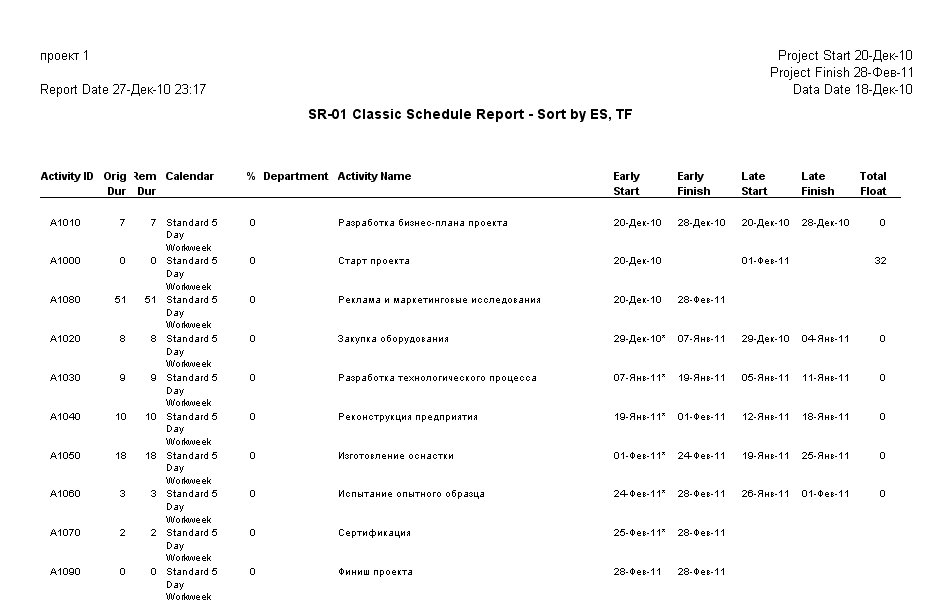 проект 1 Project Start 20-Дек-10
Project Finish 28-Фев-11
Report Date 27-Дек-10 23:17 Data Date 18-Дек-10
SR-01 Classic Schedule Report - Sort by ES, TF
Activity ID Orig Rem Calendar % Department Activity Name Early Early Late Late Total
Dur Dur Start Finish Start Finish Float
A1010 7 7 Standard 5 0 Разработка бизнес-плана проекта 20-Дек-10 28-Дек-10 20-Дек-10 28-Дек-10 0
Day
Workweek
A1000 0 0 Standard 5 0 Старт проекта 20-Дек-10 01-Фев-11 32
Day
Workweek
A1080 51 51 Standard 5 0 Реклама и маркетинговые исследования 20-Дек-10 28-Фев-11
Day
Workweek
A1020 8 8 Standard 5 0 Закупка оборудования 29-Дек-10* 07-Янв-11 29-Дек-10 04-Янв-11 0
Day
Workweek
A1030 9 9 Standard 5 0 Разработка технологического процесса 07-Янв-11* 19-Янв-11 05-Янв-11 11-Янв-11 0
Day
Workweek
A1040 10 10 Standard 5 0 Реконструкция предприятия 19-Янв-11* 01-Фев-11 12-Янв-11 18-Янв-11 0
Day
Workweek
A1050 18 18 Standard 5 0 Изготовление оснастки 01-Фев-11* 24-Фев-11 19-Янв-11 25-Янв-11 0
Day
Workweek
A1060 3 3 Standard 5 0 Испытание опытного образца 24-Фев-11* 28-Фев-11 26-Янв-11 01-Фев-11 0
Day
Workweek
A1070 2 2 Standard 5 0 Сертификация 25-Фев-11* 28-Фев-11
Day
Workweek
A1090 0 0 Standard 5 0 Финиш проекта 28-Фев-11 28-Фев-11
Day
Workweek